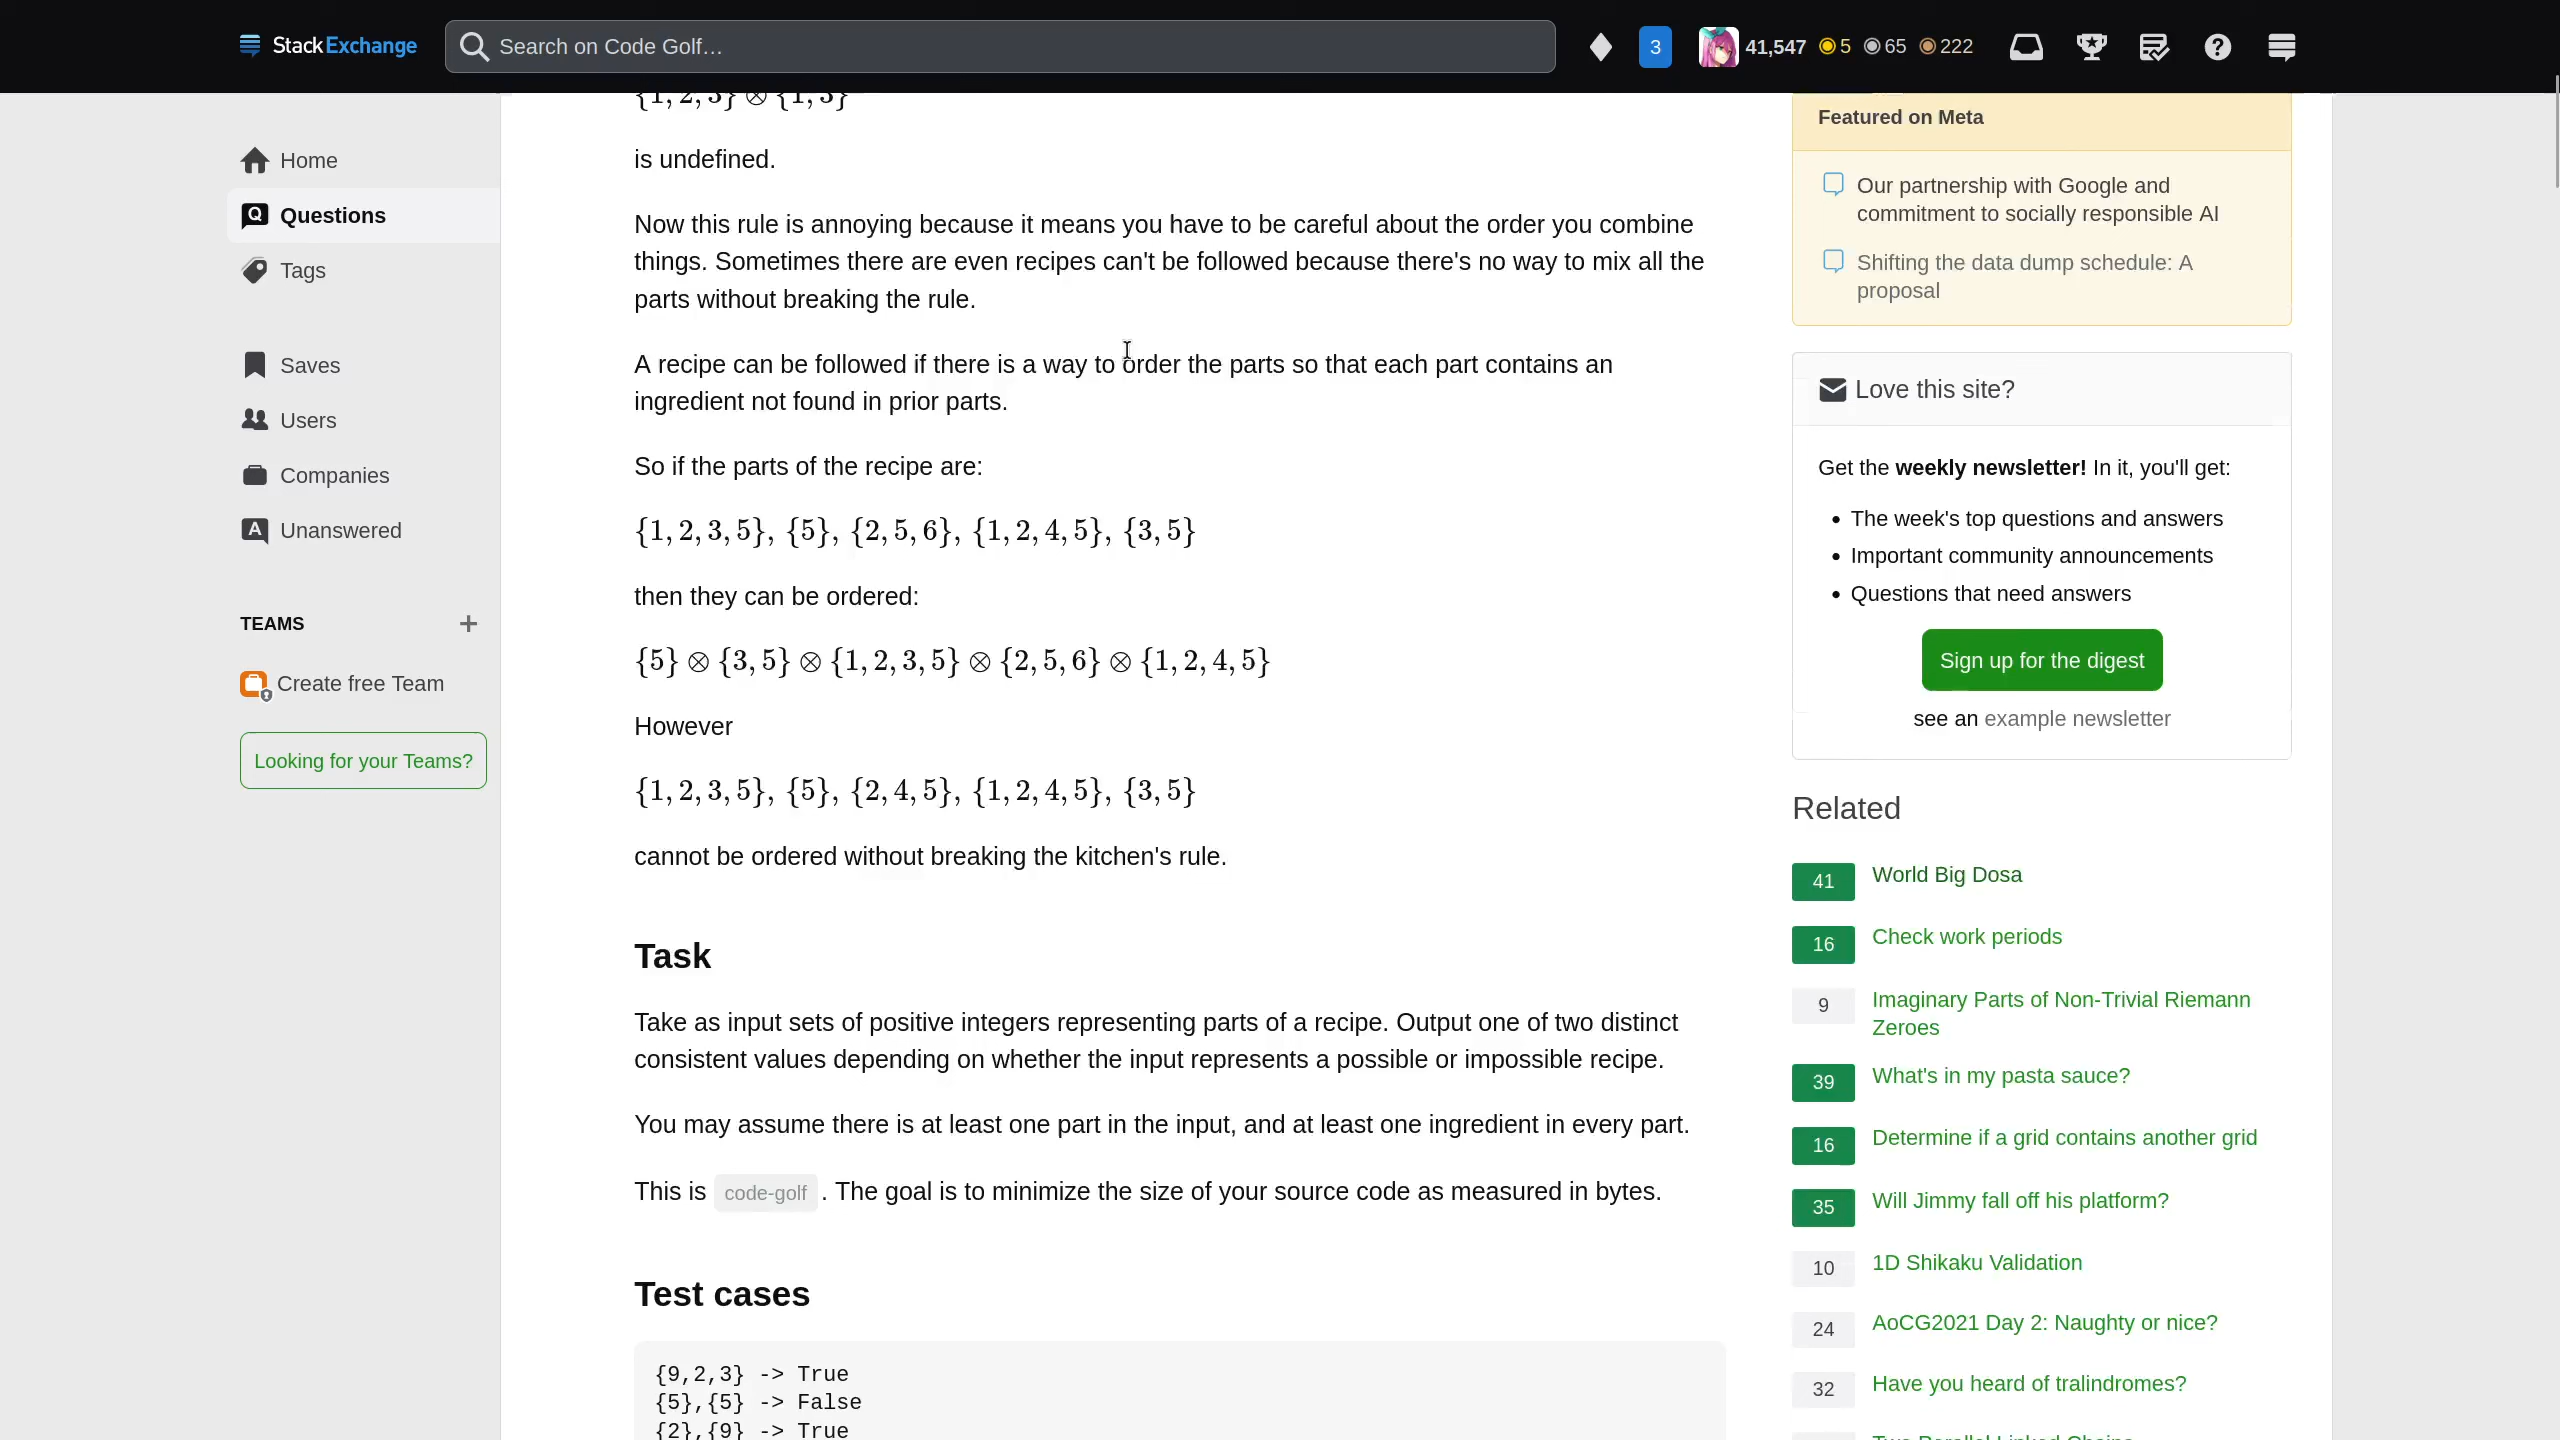 StackExchange
Search on Code Golf…
3
41,547
5
65
222
Home
Questions
Tags
Saves
Users
Companies
Unanswered
TEAMS
Create free Team
Looking for your Teams?
{1, 2, 3} ⊗ {1, 3}
is undefined.
Now this rule is annoying because it means you have to be careful about the order you combine
things. Sometimes there are even recipes can't be followed because there's no way to mix all the
parts without breaking the rule.
A recipe can be followed if there is a way to order the parts so that each part contains an
ingredient not found in prior parts.
So if the parts of the recipe are:
{1, 2, 3, 5}, {5}, {2, 5, 6}, {1, 2, 4, 5}, {3, 5}
then they can be ordered:
{5} ⊗ {3, 5} ⊗ {1, 2, 3, 5} ⊗ {2, 5, 6} ⊗ {1, 2, 4, 5}
However
{1, 2, 3, 5}, {5}, {2, 4, 5}, {1, 2, 4, 5}, {3, 5}
cannot be ordered without breaking the kitchen's rule.
Task
Take as input sets of positive integers representing parts of a recipe. Output one of two distinct
consistent values depending on whether the input represents a possible or impossible recipe.
You may assume there is at least one part in the input, and at least one ingredient in every part.
This is code-golf . The goal is to minimize the size of your source code as measured in bytes.
Test cases
{9,2,3} -> True
{5},{5} -> False
{2},{9} -> True
Featured on Meta
Our partnership with Google and
commitment to socially responsible AI
Shifting the data dump schedule: A
proposal
Love this site?
Get the weekly newsletter! In it, you'll get:
• The week's top questions and answers
• Important community announcements
• Questions that need answers
Sign up for the digest
see an example newsletter
Related
41 World Big Dosa
16 Check work periods
9 Imaginary Parts of Non-Trivial Riemann
Zeroes
39 What's in my pasta sauce?
16 Determine if a grid contains another grid
35 Will Jimmy fall off his platform?
10 1D Shikaku Validation
24 AoCG2021 Day 2: Naughty or nice?
32 Have you heard of tralindromes?